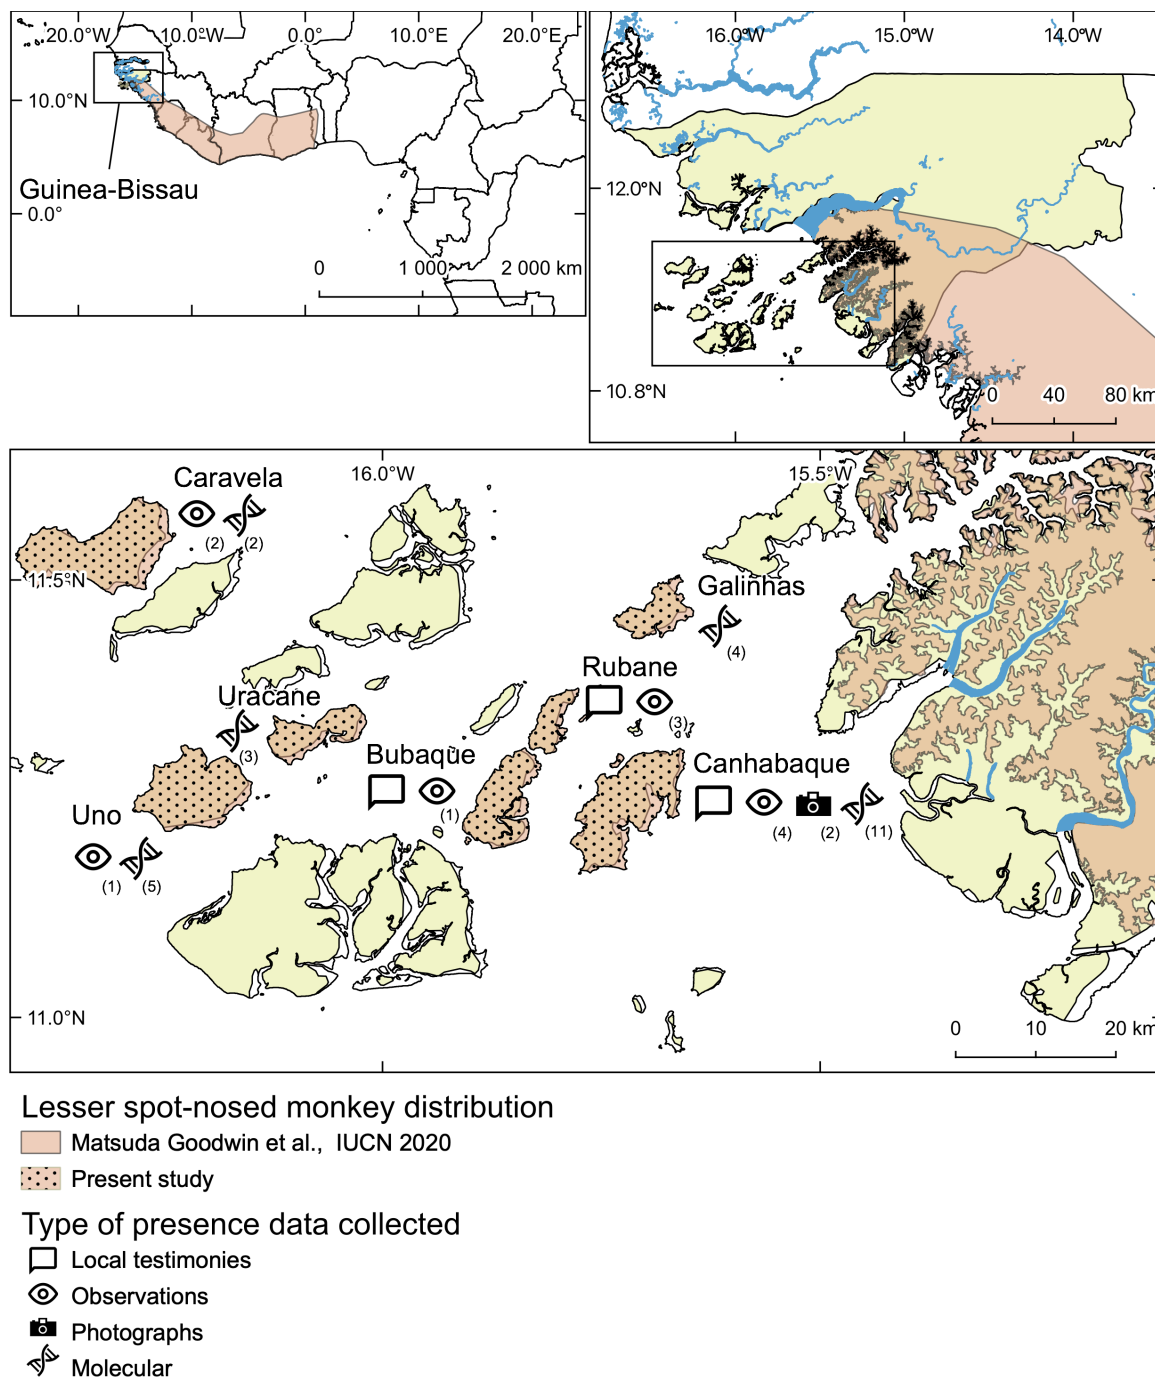 20.0°W 10.0°W 0.0° 10.0°E 20.0°E
10.0°N
Guinea-Bissau
0.0°
0 1 000 2 000 km
16.0°W 15.0°W 14.0°W
12.0°N
10.8°N
0 40 80 km
16.0°W 15.5°W
Caravela
(2) (2)
11.5°N
Galinhas
(4)
Rubane
(3)
Uracane
(3)
Bubaque
(1)
Canhabaque
(4) (2) (11)
Uno
(1) (5)
11.0°N
0 10 20 km
Lesser spot-nosed monkey distribution
Matsuda Goodwin et al., IUCN 2020
Present study
Type of presence data collected
Local testimonies
Observations
Photographs
Molecular